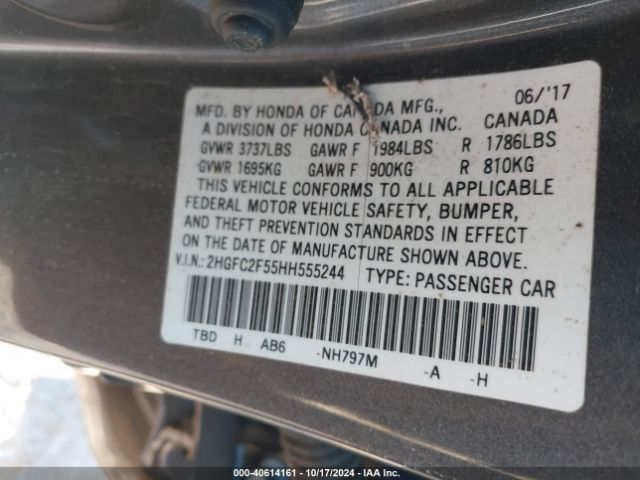 MFD. BY HONDA OF CANADA MFG., 06/'17
A DIVISION OF HONDA CANADA INC. CANADA
GVWR 3737LBS GAWR F 1984LBS R 1786LBS
GVWR 1695KG GAWR F 900KG R 810KG
THIS VEHICLE CONFORMS TO ALL APPLICABLE
FEDERAL MOTOR VEHICLE SAFETY, BUMPER,
AND THEFT PREVENTION STANDARDS IN EFFECT
ON THE DATE OF MANUFACTURE SHOWN ABOVE.
V.I.N.: 2HGFC2F55HH555244 TYPE: PASSENGER CAR
TBD H AB6 -NH797M -A -H
000-40614161 - 10/17/2024 - IAA Inc.